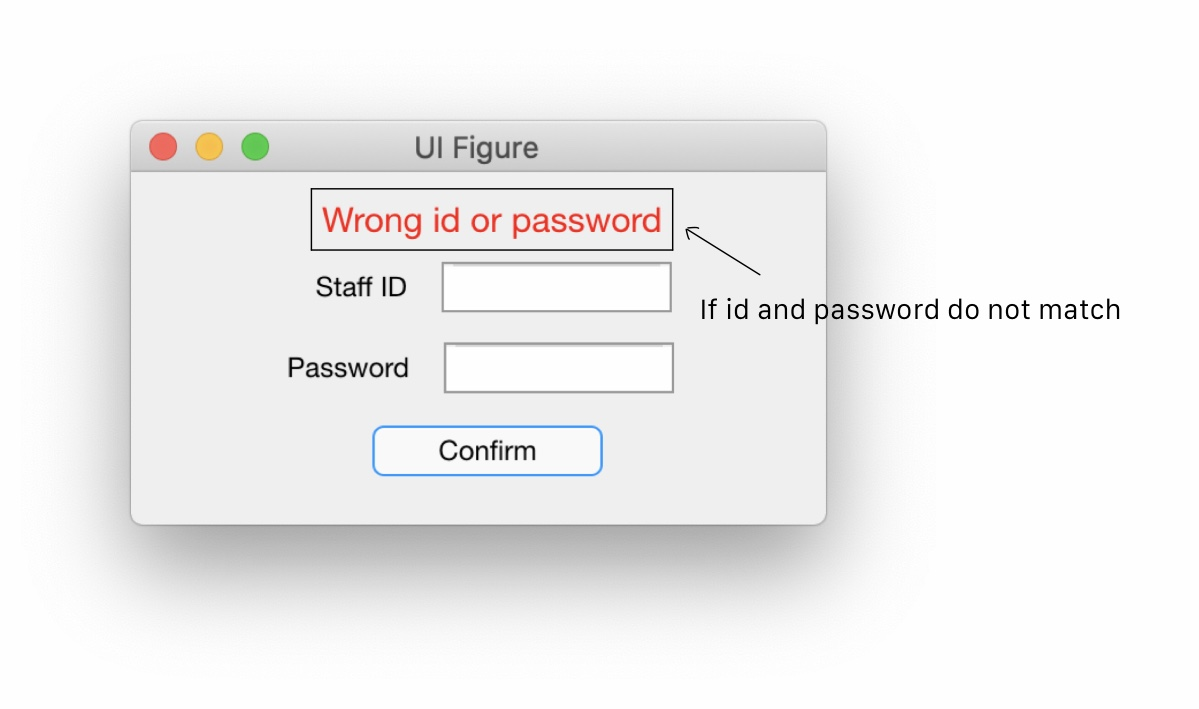 UI Figure
Wrong id or password
Staff ID
If id and password do not match
Password
Confirm